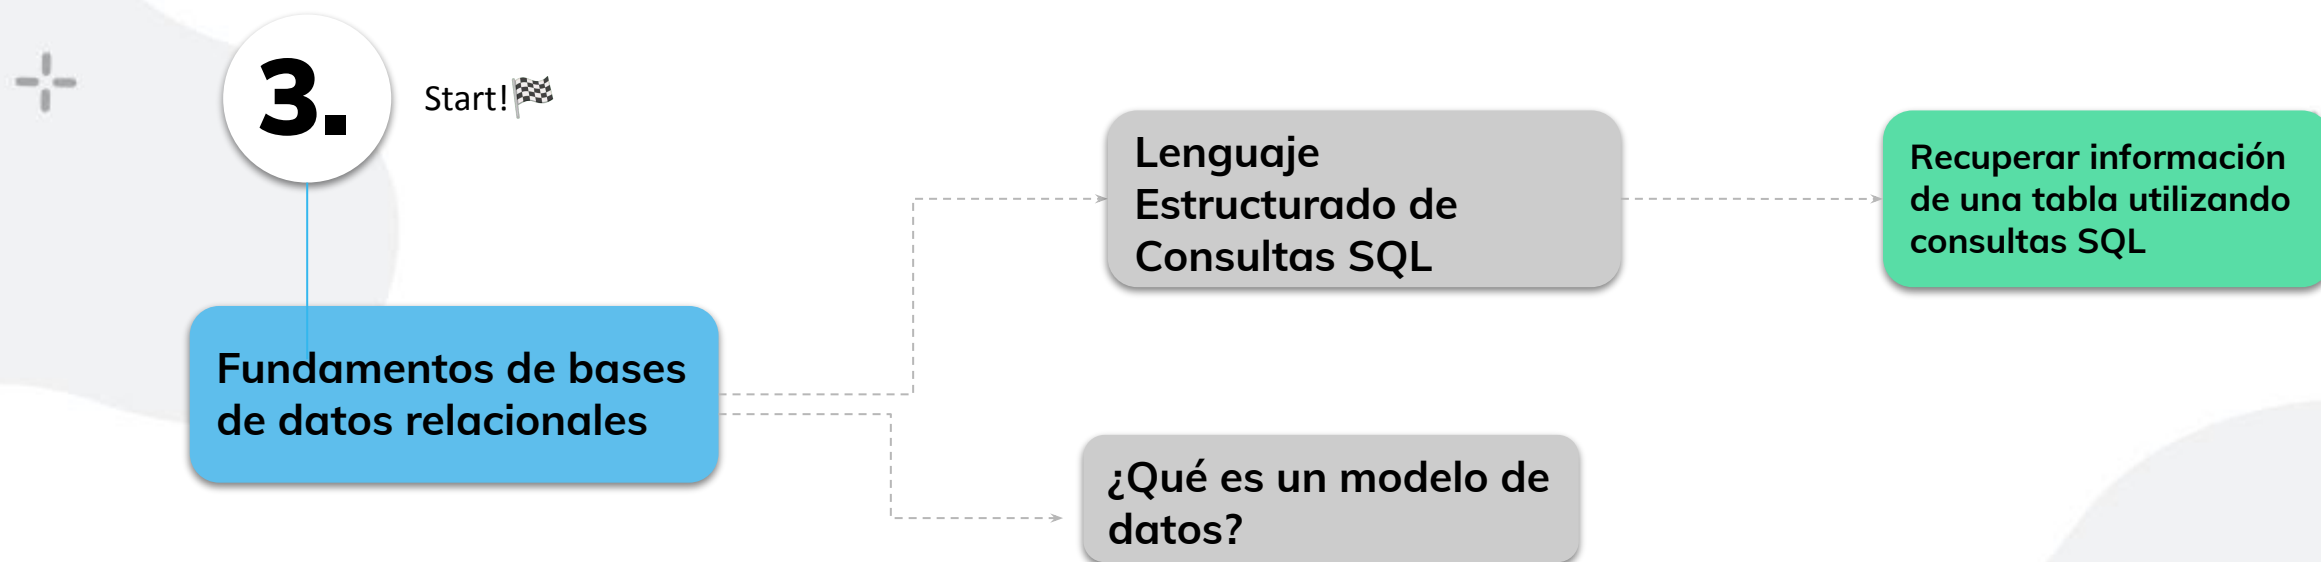 3.
Start!🏁
Lenguaje
Estructurado de
Consultas SQL
Recuperar información
de una tabla utilizando
consultas SQL
Fundamentos de bases
de datos relacionales
¿Qué es un modelo de
datos?